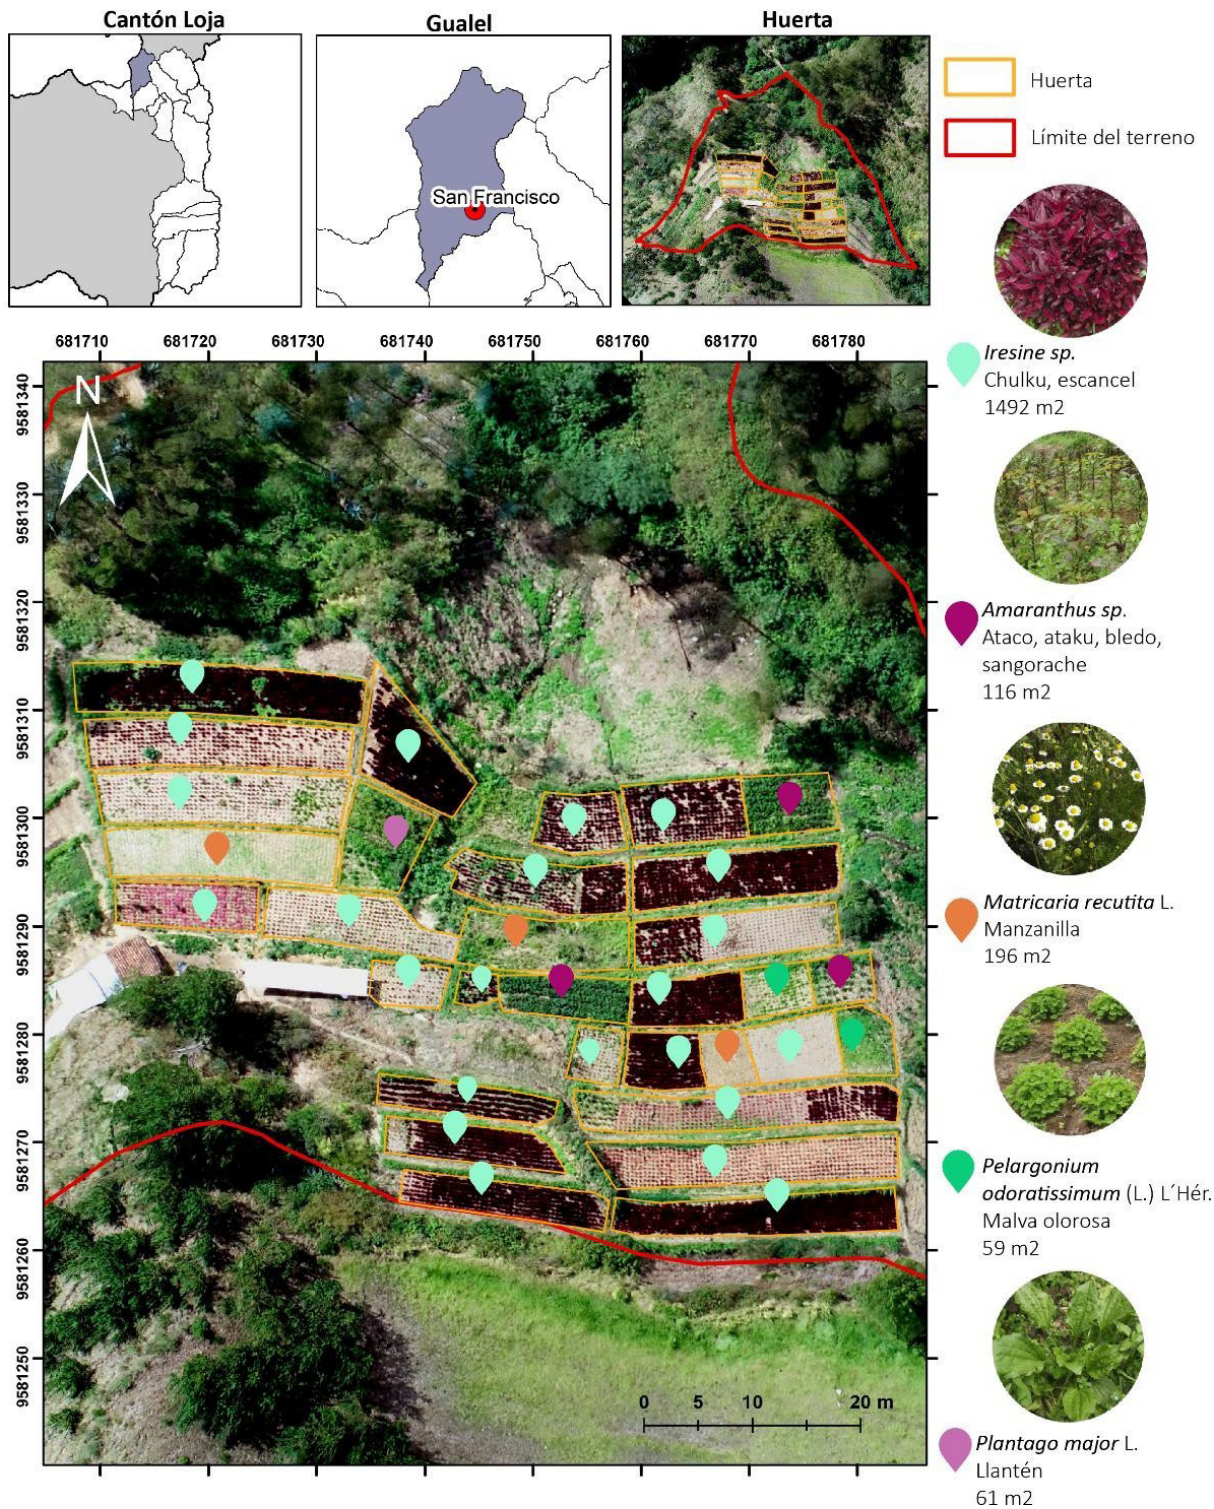 Cantón Loja
Gualel
Huerta
San Francisco
Huerta
Límite del terreno
681710 681720 681730 681740 681750 681760 681770 681780
9581340
9581330
9581320
9581310
9581300
9581290
9581280
9581270
9581260
9581250
N
0 5 10 20 m
Iresine sp.
Chulku, escancel
1492 m2
Amaranthus sp.
Ataco, ataku, bledo,
sangorache
116 m2
Matricaria recutita L.
Manzanilla
196 m2
Pelargonium
odoratissimum (L.) L´Hér.
Malva olorosa
59 m2
Plantago major L.
Llantén
61 m2